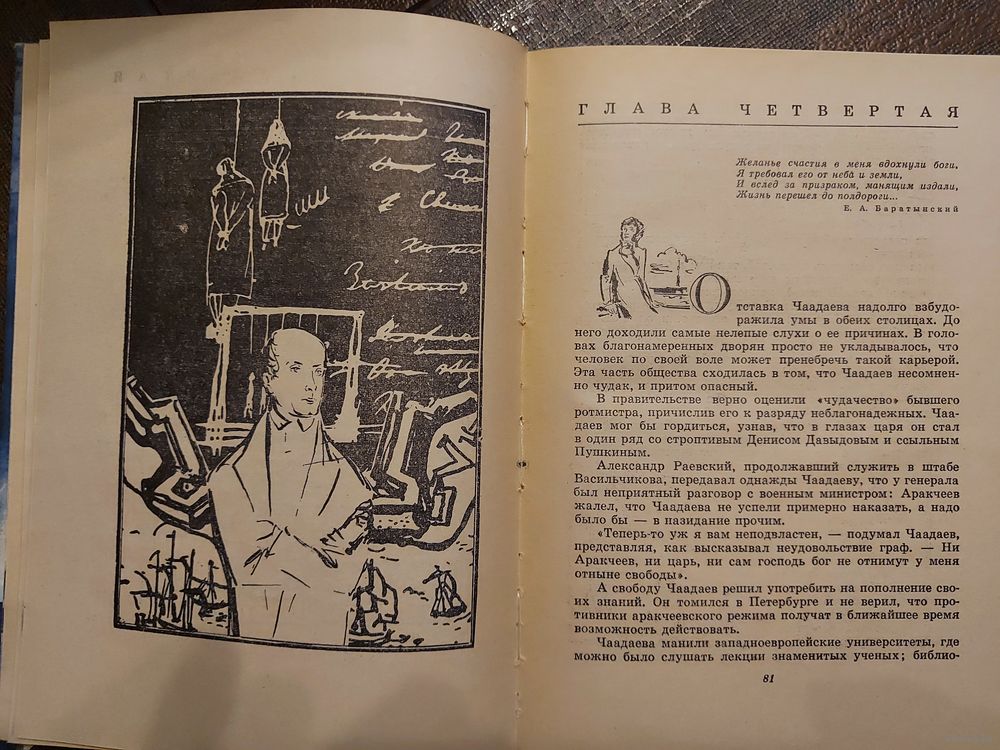 ГЛАВА ЧЕТВЕРТАЯ
Желанье счастия в меня вдохнули боги,
Я требовал его от неба и земли,
И вслед за призраком, манящим издали,
Жизнь перешел до полдороги...
Е. А. Баратынский
тставка Чаадаева надолго взбудо-
ражила умы в обеих столицах. До
него доходили самые нелепые слухи о ее причинах. В голо-
вах благонамеренных дворян просто не укладывалось, что
человек по своей воле может пренебречь такой карьерой.
Эта часть общества сходилась в том, что Чаадаев несомнен-
но чудак, и притом опасный.
В правительстве верно оценили «чудачество» бывшего
ротмистра, причислив его к разряду неблагонадежных. Чаа-
даев мог бы гордиться, узнав, что в глазах царя он стал
в один ряд со строптивым Денисом Давыдовым и ссыльным
Пушкиным.
Александр Раевский, продолжавший служить в штабе
Васильчикова, передавал однажды Чаадаеву, что у генерала
был неприятный разговор с военным министром: Аракчеев
жалел, что Чаадаева не успели примерно наказать, а надо
было бы — в назидание прочим.
«Теперь-то уж я вам неподвластен, — подумал Чаадаев,
представляя, как высказывал неудовольствие граф. — Ни
Аракчеев, ни царь, ни сам господь бог не отнимут у меня
отныне свободы».
А свободу Чаадаев решил употребить на пополнение сво-
их знаний. Он томился в Петербурге и не верил, что про-
тивники аракчеевского режима получат в ближайшее время
возможность действовать.
Чаадаева манили западноевропейские университеты, где
можно было слушать лекции знаменитых ученых; библио-
81